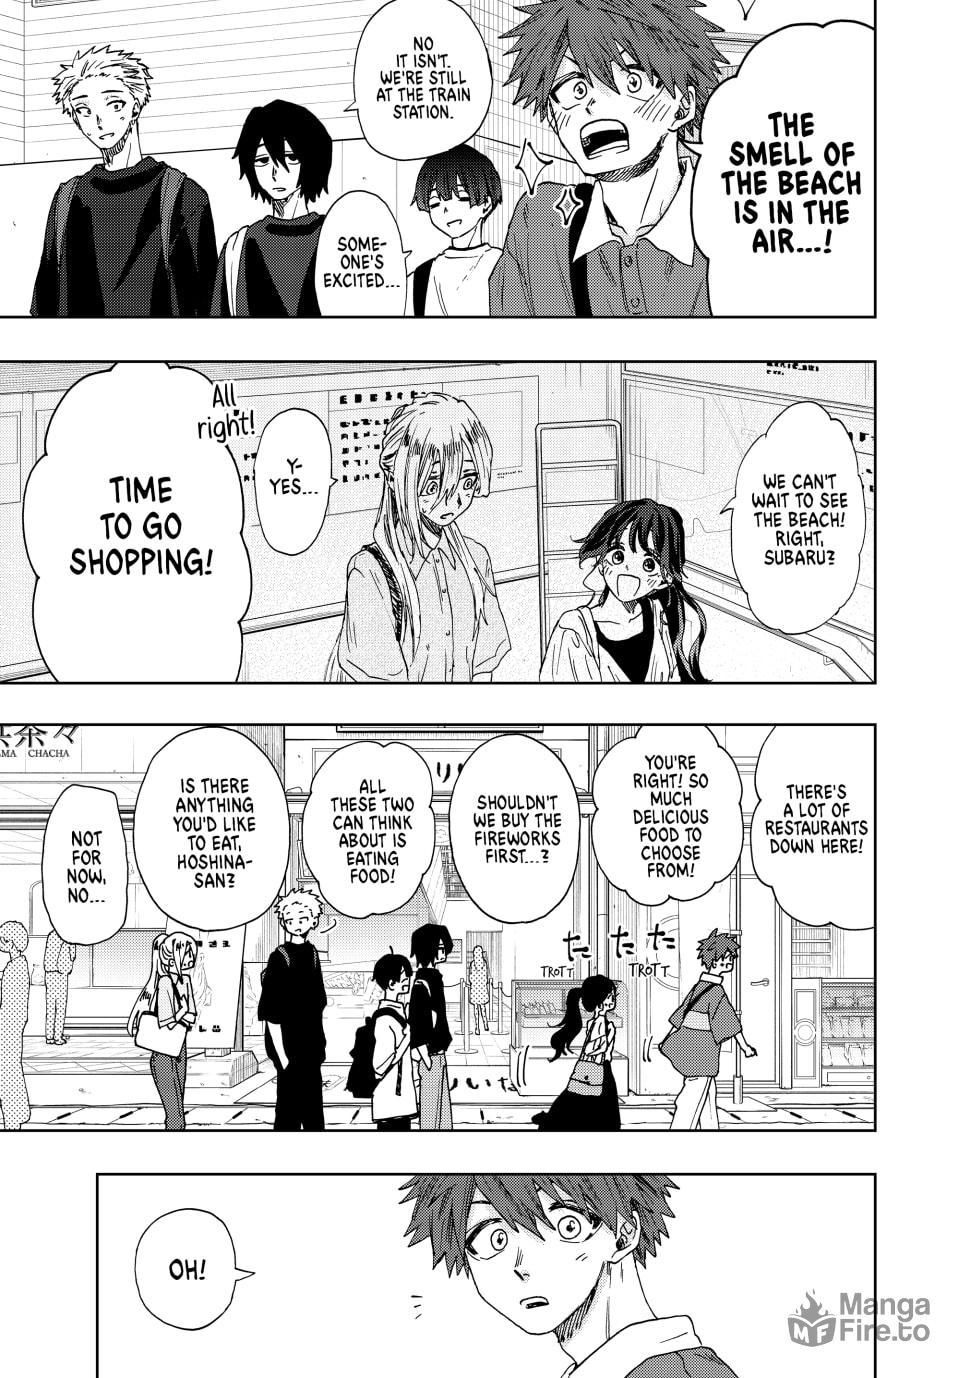 THE
SMELL OF
THE BEACH
IS IN THE
AIR...!
NO
IT ISN'T.
WE'RE STILL
AT THE TRAIN
STATION.
SOME-
ONE'S
EXCITED...
WE CAN'T
WAIT TO SEE
THE BEACH!
RIGHT,
SUBARU?
Y-
YES...
All
right!
TIME
TO GO
SHOPPING!
THERE'S
A LOT OF
RESTAURANTS
DOWN HERE!
YOU'RE
RIGHT! SO
MUCH
DELICIOUS
FOOD TO
CHOOSE
FROM!
SHOULDN'T
WE BUY THE
FIREWORKS
FIRST...?
ALL
THESE TWO
CAN THINK
ABOUT IS
EATING
FOOD!
IS THERE
ANYTHING
YOU'D LIKE
TO EAT,
HOSHINA-
SAN?
NOT
FOR
NOW,
NO...
茶々
MA CHACHA
たたた
TROTT
TROTT
OH!
Manga
Fire.to
MF